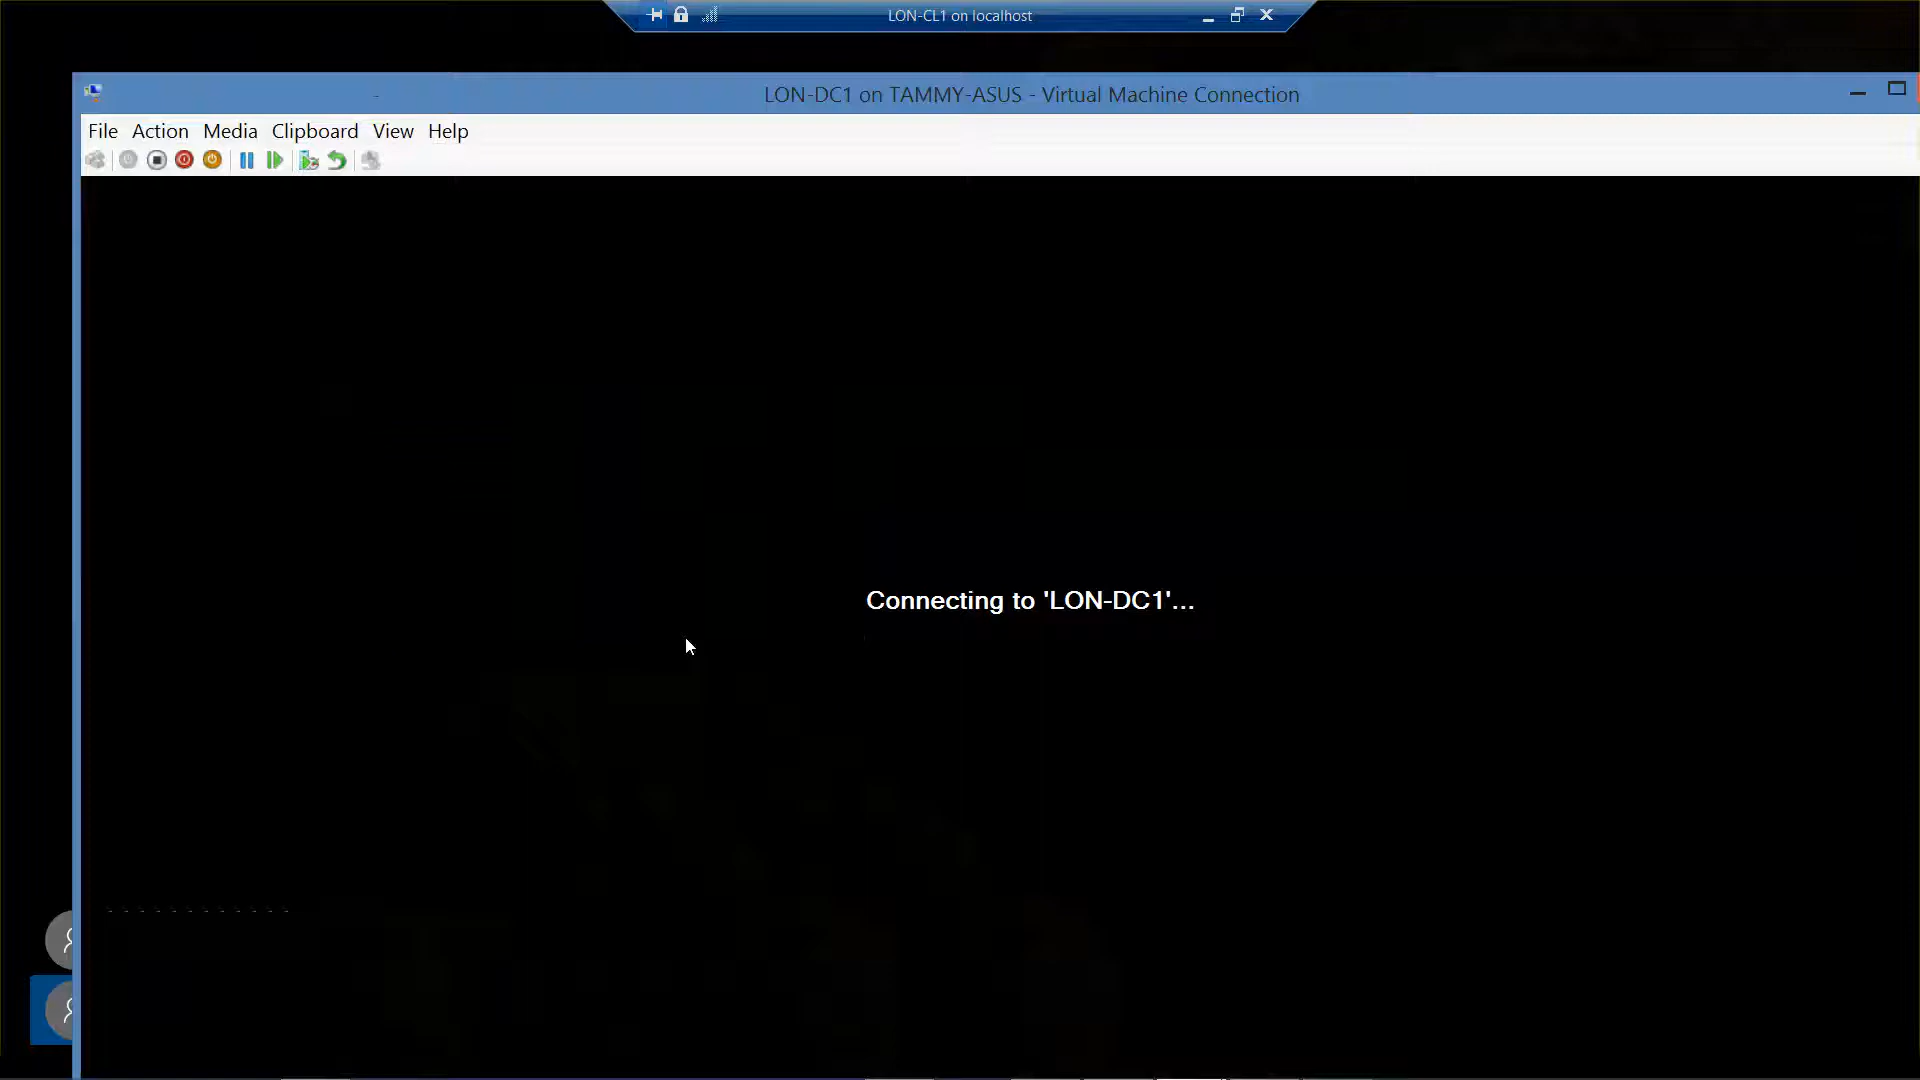 LON-CL1 on localhost
LON-DC1 on TAMMY-ASUS - Virtual Machine Connection
File Action Media Clipboard View Help
Connecting to 'LON-DC1'...